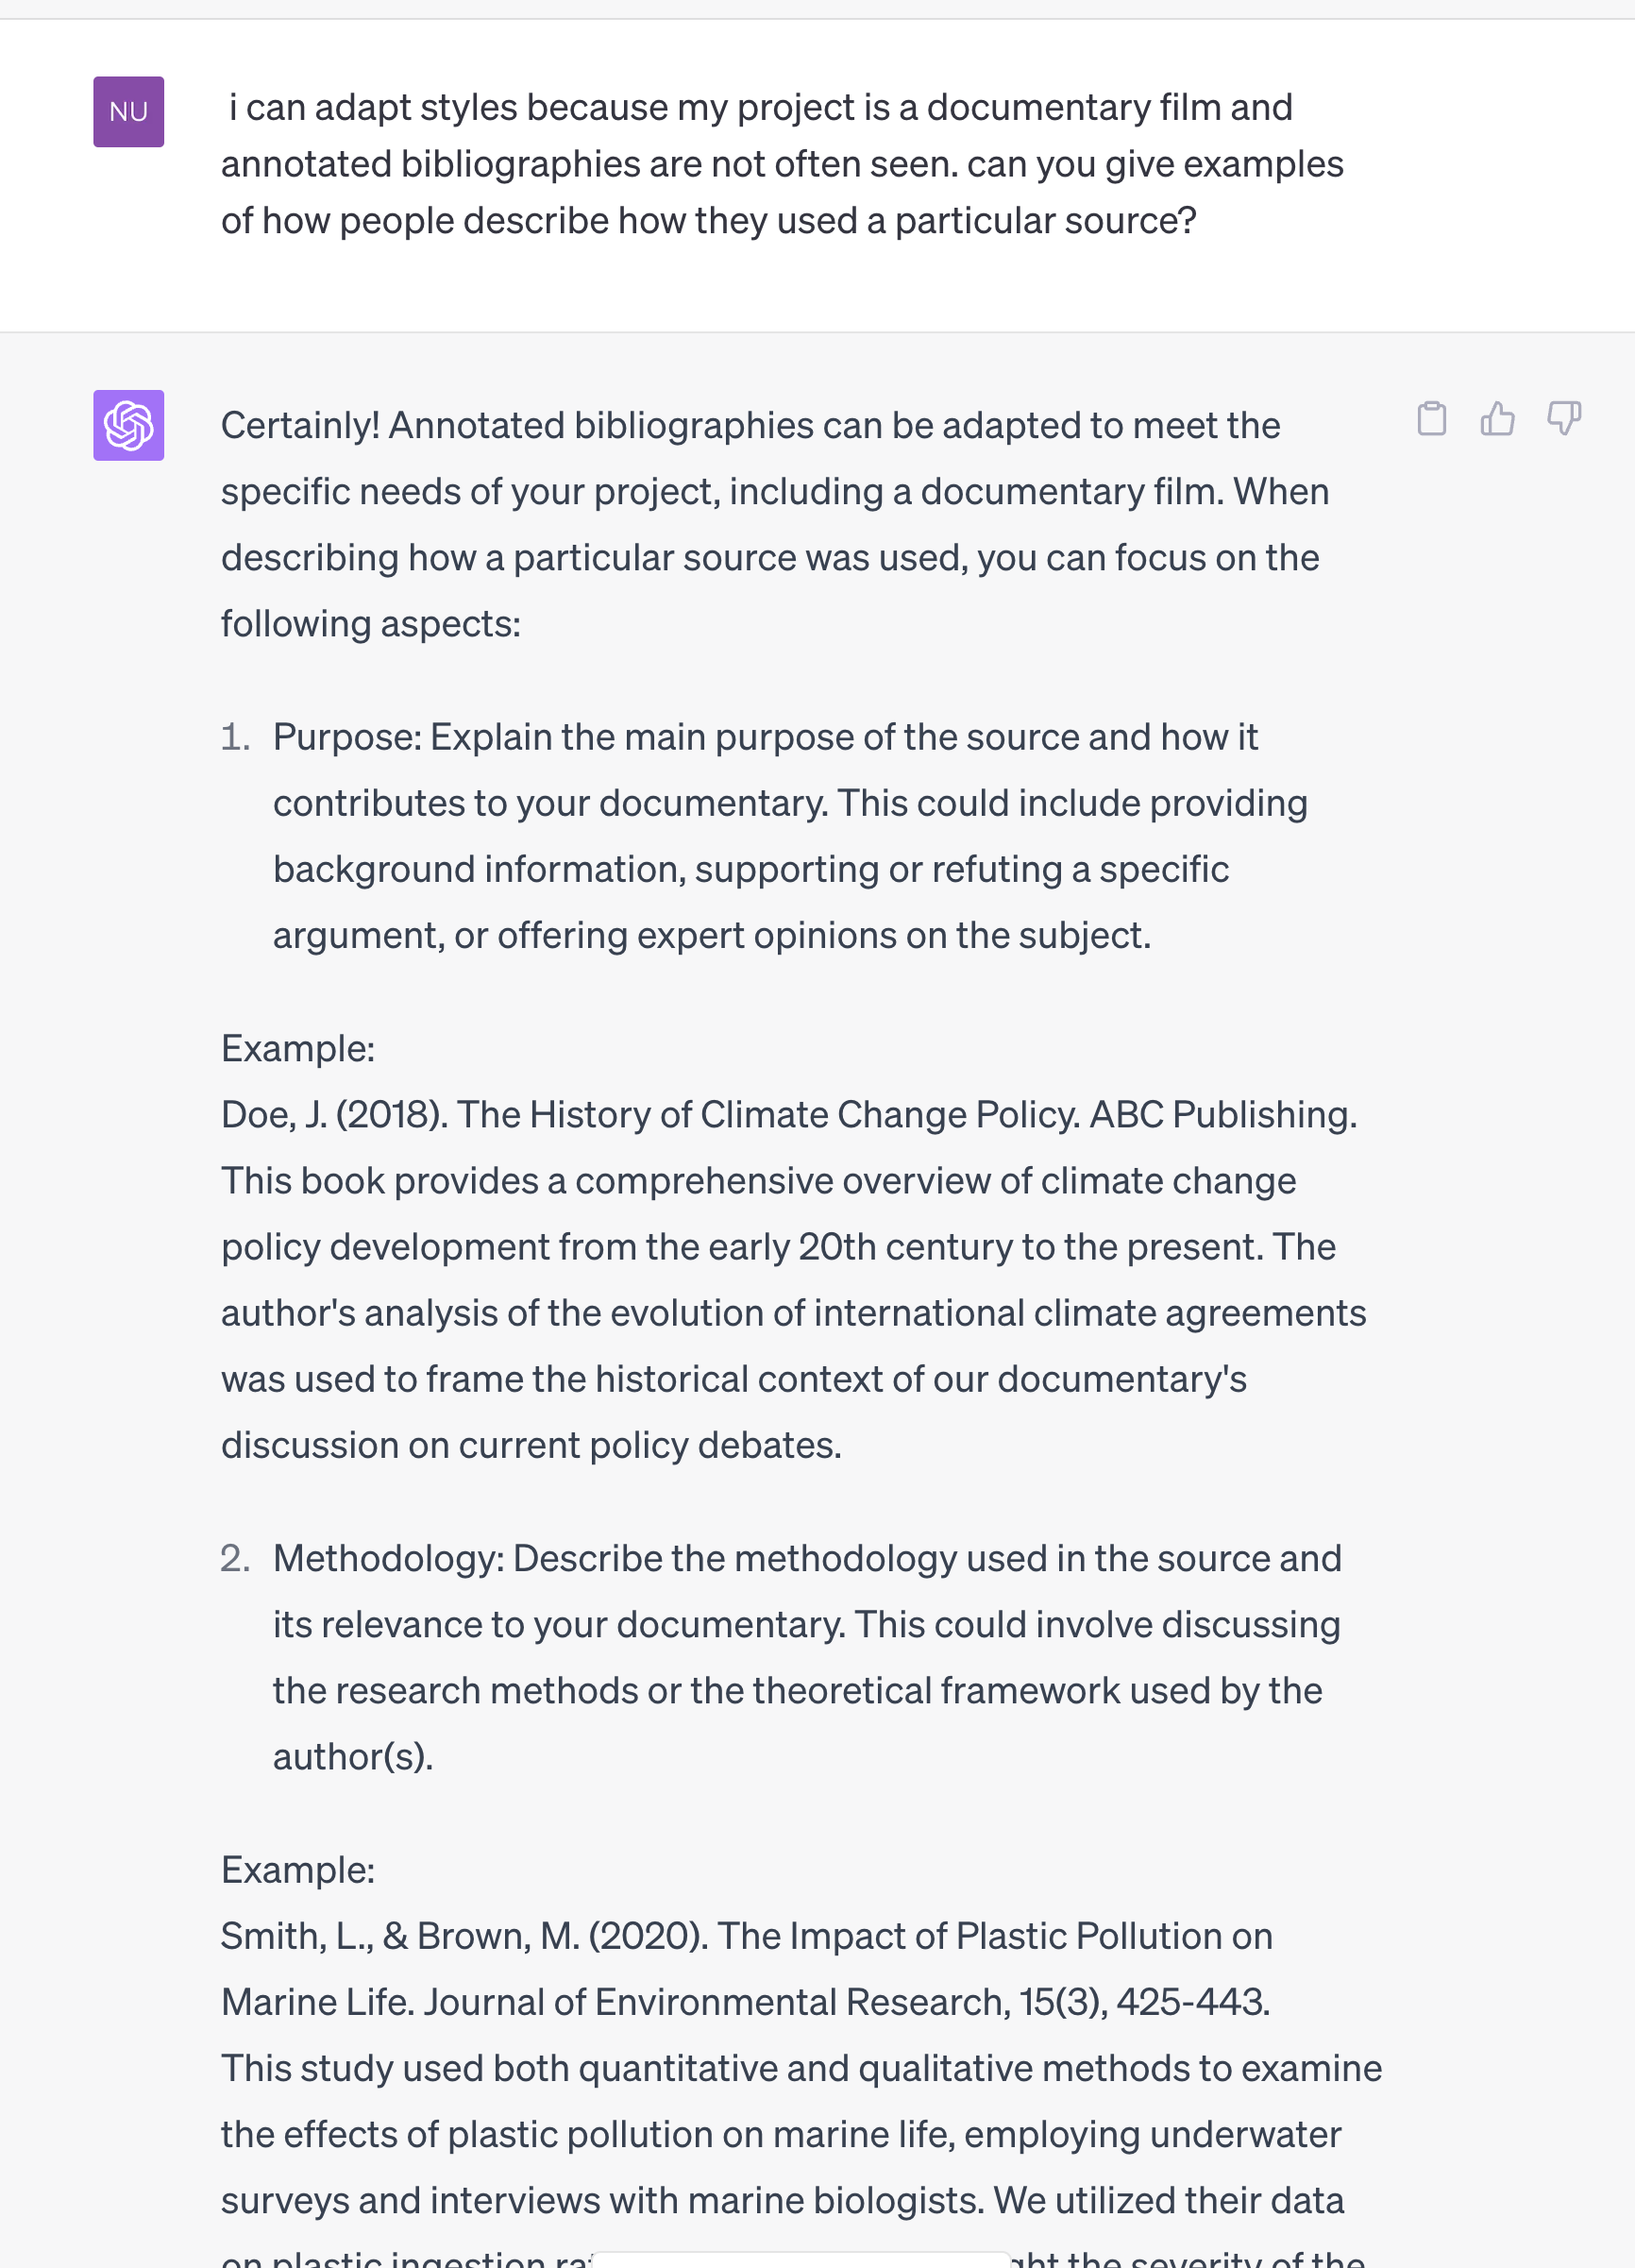 NU
i can adapt styles because my project is a documentary film and
annotated bibliographies are not often seen. can you give examples
of how people describe how they used a particular source?
Certainly! Annotated bibliographies can be adapted to meet the
specific needs of your project, including a documentary film. When
describing how a particular source was used, you can focus on the
following aspects:
1. Purpose: Explain the main purpose of the source and how it
contributes to your documentary. This could include providing
background information, supporting or refuting a specific
argument, or offering expert opinions on the subject.
Example:
Doe, J. (2018). The History of Climate Change Policy. ABC Publishing.
This book provides a comprehensive overview of climate change
policy development from the early 20th century to the present. The
author's analysis of the evolution of international climate agreements
was used to frame the historical context of our documentary's
discussion on current policy debates.
2. Methodology: Describe the methodology used in the source and
its relevance to your documentary. This could involve discussing
the research methods or the theoretical framework used by the
author(s).
Example:
Smith, L., & Brown, M. (2020). The Impact of Plastic Pollution on
Marine Life. Journal of Environmental Research, 15(3), 425-443.
This study used both quantitative and qualitative methods to examine
the effects of plastic pollution on marine life, employing underwater
surveys and interviews with marine biologists. We utilized their data
on plastic ingestion the severity of the